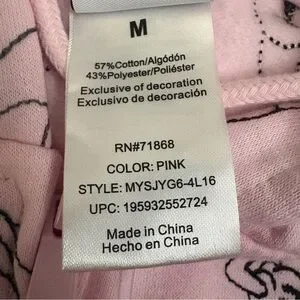 M
57%Cotton/Algodón
43%Polyester/Poliéster
Exclusive of decoration
Exclusivo de decoración
RN#71868
COLOR: PINK
STYLE: MYSJYG6-4L16
UPC: 195932552724
Made in China
Hecho en China